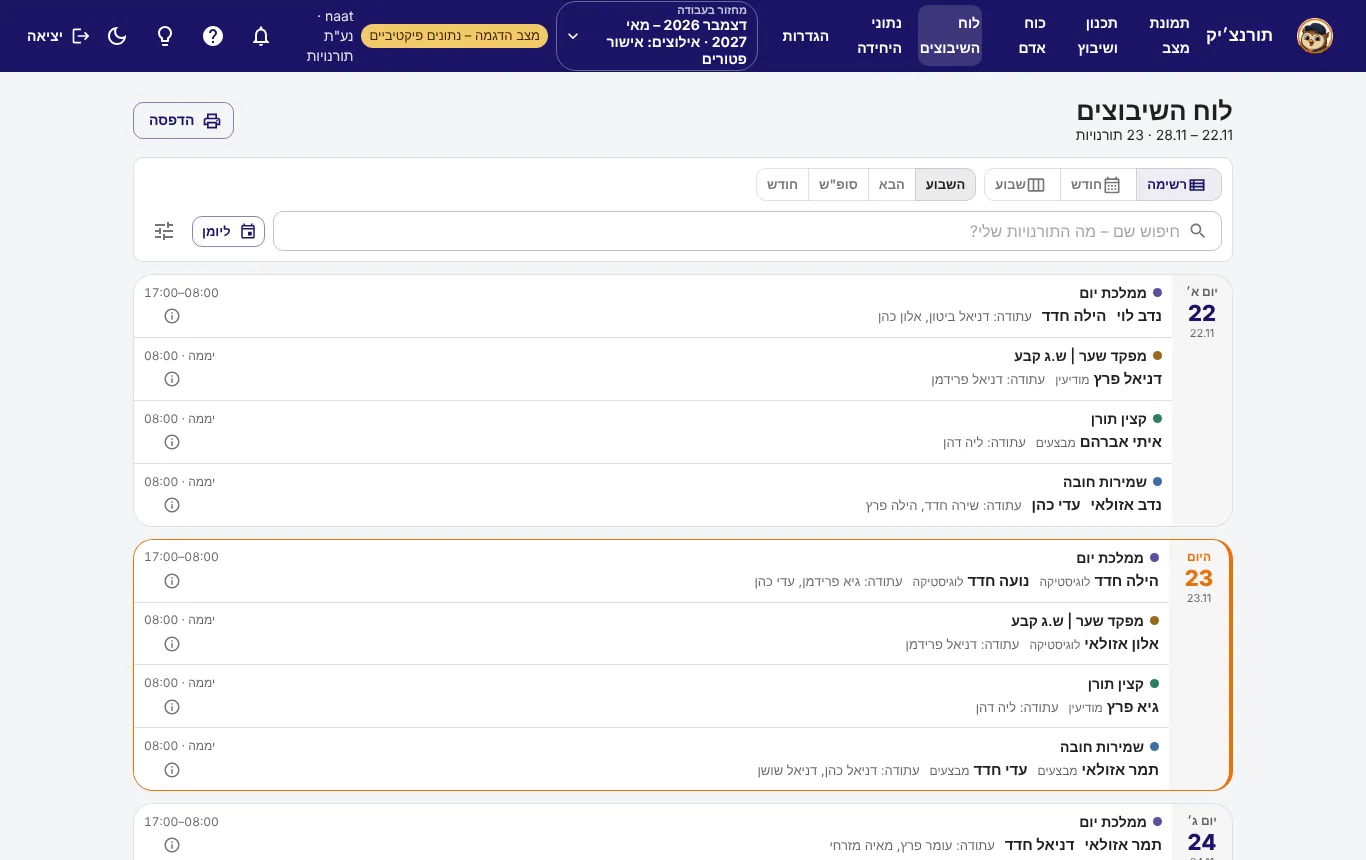 תורנצ׳יק
תמונת מצב
תכנון ושיבוץ
כוח אדם
לוח השיבוצים
נתוני היחידה
הגדרות
מחזור בעבודה
דצמבר 2026 – מאי
2027 · אילוצים: אישור
פטורים
מצב הדגמה – נתונים פיקטיביים
naat ·
נע"ת
תורנויות
יציאה
לוח השיבוצים
22.11 – 28.11 · 23 תורנויות
הדפסה
רשימה
חודש
שבוע
השבוע
הבא
סופ"ש
חודש
חיפוש שם – מה התורנויות שלי?
ליומן
יום א׳
22
22.11
ממלכת יום
08:00–17:00
נדב לוי הילה חדד עתודה: דניאל ביטון, אלון כהן
מפקד שער | ש.ג קבע
יממה · 08:00
דניאל פרץ מודיעין עתודה: דניאל פרידמן
קצין תורן
יממה · 08:00
איתי אברהם מבצעים עתודה: ליה דהן
שמירות חובה
יממה · 08:00
נדב אזולאי עדי כהן עתודה: שירה חדד, הילה פרץ
היום
23
23.11
ממלכת יום
08:00–17:00
הילה חדד לוגיסטיקה נועה חדד לוגיסטיקה עתודה: גיא פרידמן, עדי כהן
מפקד שער | ש.ג קבע
יממה · 08:00
אלון אזולאי לוגיסטיקה עתודה: דניאל פרידמן
קצין תורן
יממה · 08:00
גיא פרץ מודיעין עתודה: ליה דהן
שמירות חובה
יממה · 08:00
תמר אזולאי מבצעים עדי חדד מבצעים עתודה: דניאל כהן, דניאל שושן
יום ג׳
24
ממלכת יום
08:00–17:00
תמר אזולאי דניאל חדד עתודה: עומר פרץ, מאיה מזרחי